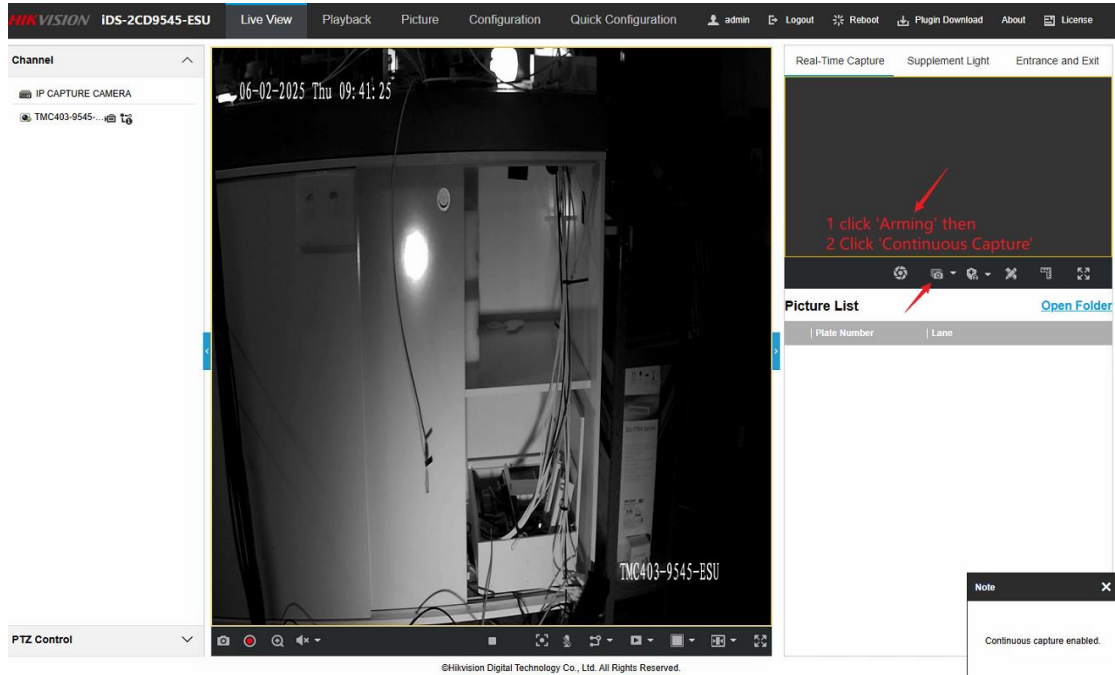 HIKVISION iDS-2CD9545-ESU Live View Playback Picture Configuration Quick Configuration admin Logout Reboot Plugin Download About License
Channel
IP CAPTURE CAMERA
TMC403-9545-...
PTZ Control
06-02-2025 Thu 09:41:25
TMC403-9545-ESU
Real-Time Capture Supplement Light Entrance and Exit
1 click 'Arming' then
2 Click 'Continuous Capture'
Picture List Open Folder
Plate Number Lane
Note
Continuous capture enabled.
©Hikvision Digital Technology Co., Ltd. All Rights Reserved.